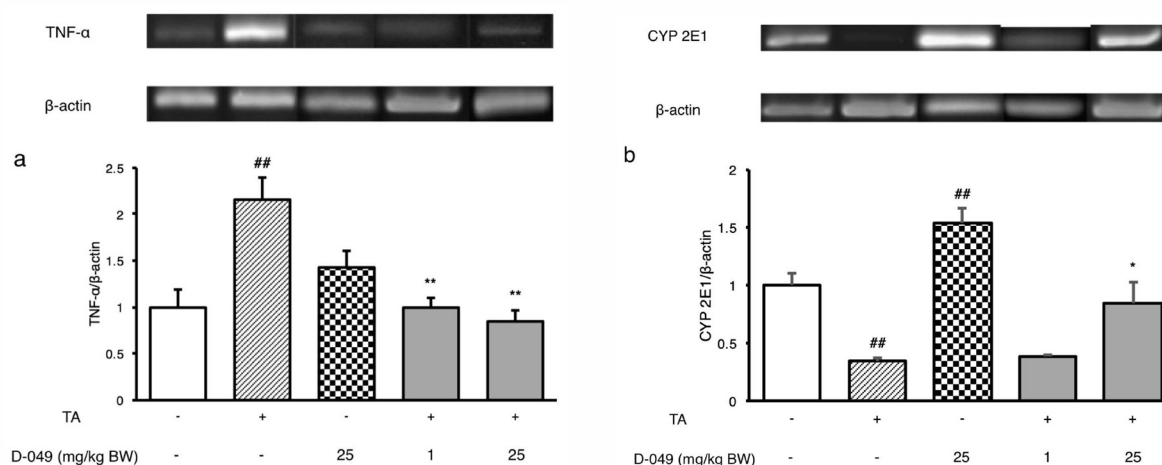 TNF-α
β-actin
a
TNF-α/β-actin
2.5
2
1.5
1
0.5
0
##
**
**
TA - + - + +
D-049 (mg/kg BW) - - 25 1 25
CYP 2E1
β-actin
b
CYP 2E1/β-actin
2
1.5
1
0.5
0
##
##
*
TA - + - + +
D-049 (mg/kg BW) - - 25 1 25